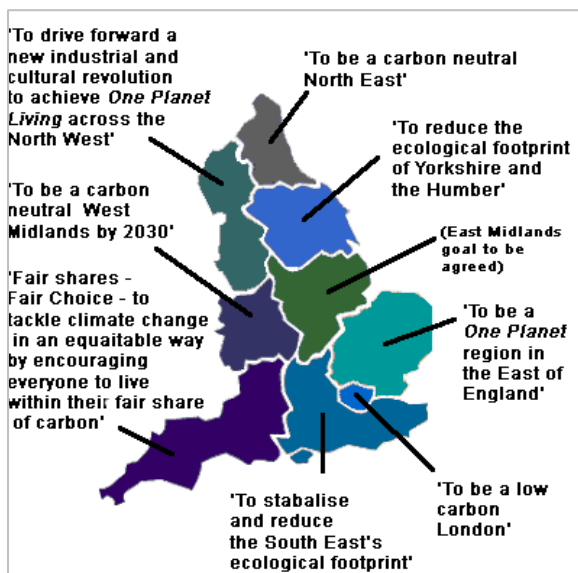 'To drive forward a
new industrial and
cultural revolution
to achieve One Planet
Living across the
North West'
'To be a carbon neutral
North East'
'To reduce the
ecological footprint
of Yorkshire and
the Humber'
'To be a carbon
neutral West
Midlands by 2030'
(East Midlands
goal to be
agreed)
'Fair shares -
Fair Choice - to
tackle climate change
in an equaitable way
by encouraging
everyone to live
within their fair share
of carbon'
'To be a
One Planet
region in
the East of
England'
'To stabalise
and reduce
the South East's
ecological footprint'
'To be a low
carbon
London'